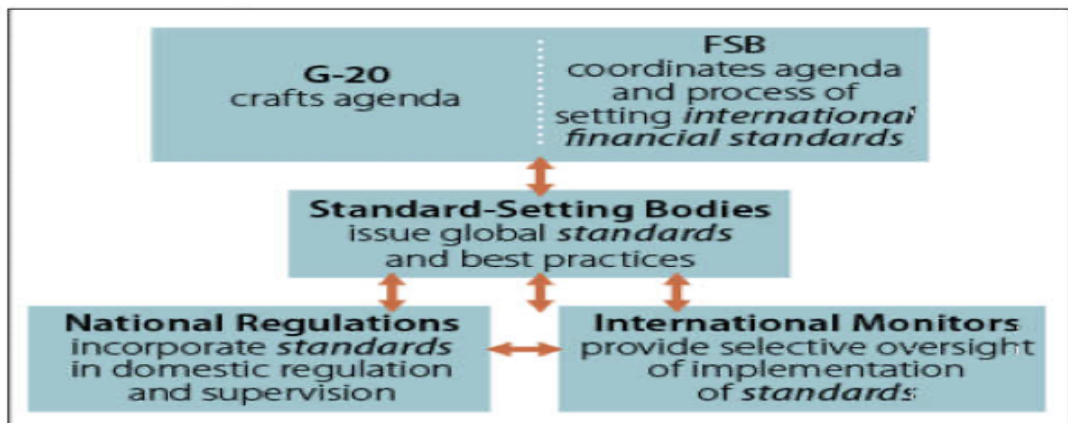 G-20
crafts agenda
FSB
coordinates agenda
and process of
setting international
financial standards
Standard-Setting Bodies
issue global standards
and best practices
National Regulations
incorporate standards
in domestic regulation
and supervision
International Monitors
provide selective oversight
of implementation
of standards